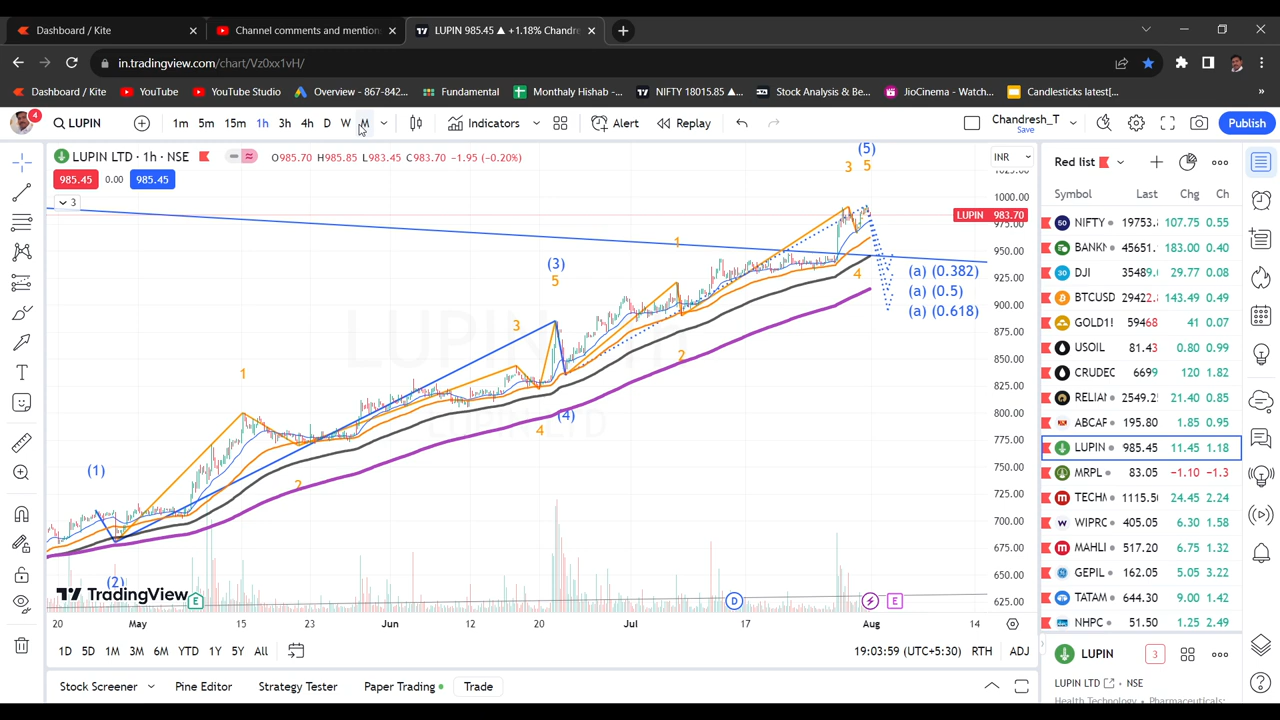 Dashboard / Kite
Channel comments and mention
LUPIN 985.45 ▲ +1.18% Chandre
in.tradingview.com/chart/Vz0xx1vH/
Dashboard / Kite YouTube YouTube Studio Overview - 867-842... Fundamental Monthaly Hishab -... NIFTY 18015.85 ▲... Stock Analysis & Be... JioCinema - Watch... Candlesticks latest[... »
4 LUPIN 1m 5m 15m 1h 3h 4h D W M Indicators Alert Replay Chandresh_T Save Publish
LUPIN LTD · 1h · NSE O985.70 H985.85 L983.45 C983.70 -1.95 (-0.20%) INR
985.45 0.00 985.45
3
(5)
3 5
1
(3)
5
3
1
4
2
(4)
4
2
(1)
(2)
(a) (0.382)
(a) (0.5)
(a) (0.618)
1000.00
LUPIN 983.70
950.00
925.00
900.00
875.00
850.00
825.00
800.00
775.00
750.00
725.00
700.00
675.00
650.00
625.00
TradingView
E D E
20 May 15 23 Jun 12 20 Jul 17 Aug 14
1D 5D 1M 3M 6M YTD 1Y 5Y All 19:03:59 (UTC+5:30) RTH ADJ
Stock Screener Pine Editor Strategy Tester Paper Trading Trade
Red list
Symbol Last Chg Ch
NIFTY 19753.8 107.75 0.55
BANKN 45651. 183.00 0.40
DJI 35489. 29.77 0.08
BTCUSD 29422. 143.49 0.49
GOLD1! 59468 41 0.07
USOIL 81.43 0.80 0.99
CRUDEC 6699 120 1.82
RELIAN 2549.2 21.40 0.85
ABCAF 195.80 1.85 0.95
LUPIN 985.45 11.45 1.18
MRPL 83.05 -1.10 -1.3
TECHM 1115.50 24.45 2.24
WIPRO 405.05 6.30 1.58
MAHLI 517.20 6.75 1.32
GEPIL 162.05 5.05 3.22
TATAM 644.30 9.00 1.42
NHPC 51.50 1.25 2.49
LUPIN 3
LUPIN LTD NSE
Health Technology · Pharmaceuticals: